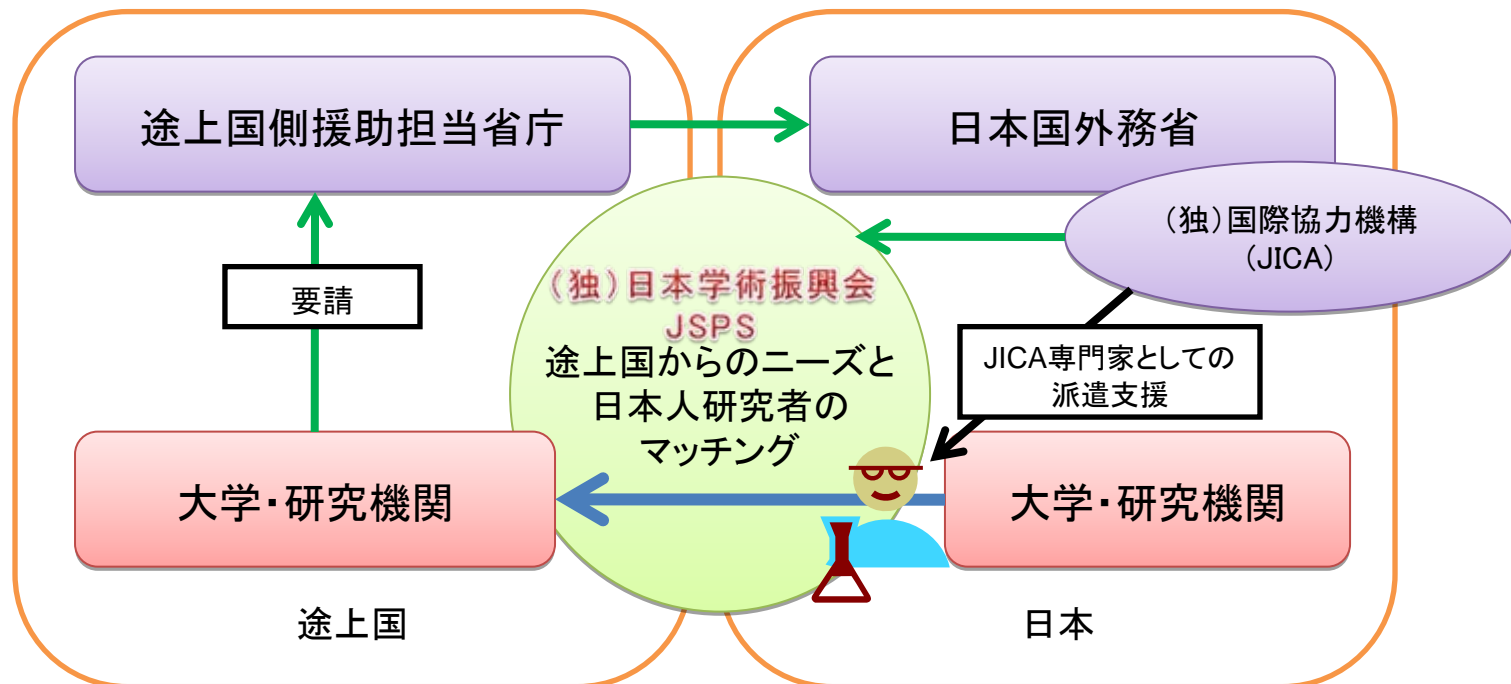 途上国側援助担当省庁
日本国外務省
（独）国際協力機構
（JICA）
要請
（独）日本学術振興会
JSPS
途上国からのニーズと
日本人研究者の
マッチング
JICA専門家としての
派遣支援
大学・研究機関
大学・研究機関
途上国
日本